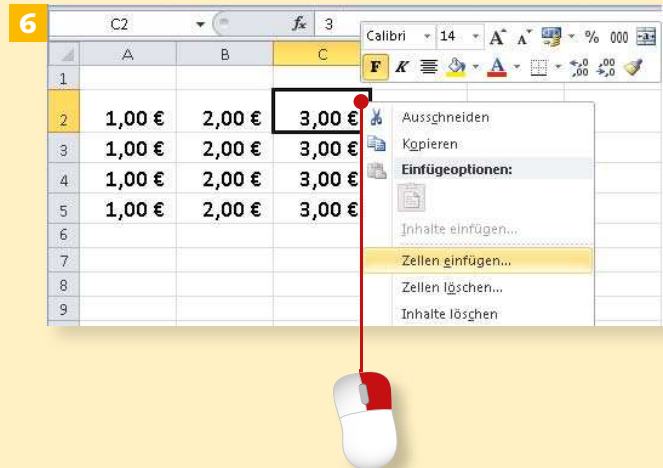 6
C2 fx 3
Calibri 14 A A % 000
F K A ,00 ,0
A B C
1
2 1,00 € 2,00 € 3,00 €
3 1,00 € 2,00 € 3,00 €
4 1,00 € 2,00 € 3,00 €
5 1,00 € 2,00 € 3,00 €
6
7
8
9
Ausschneiden
Kopieren
Einfügeoptionen:
Inhalte einfügen...
Zellen einfügen...
Zellen löschen...
Inhalte löschen